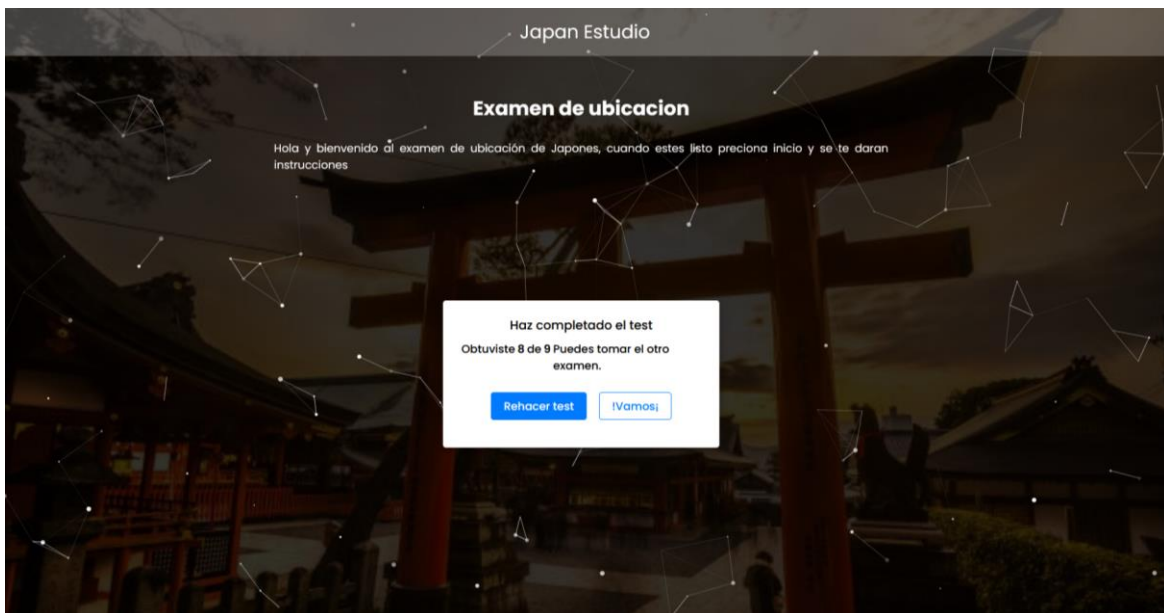 Japan Estudio
Examen de ubicacion
Hola y bienvenido al examen de ubicación de Japones, cuando estes listo preciona inicio y se te daran
instrucciones
Haz completado el test
Obtuviste 8 de 9 Puedes tomar el otro
examen.
Rehacer test
!Vamos¡